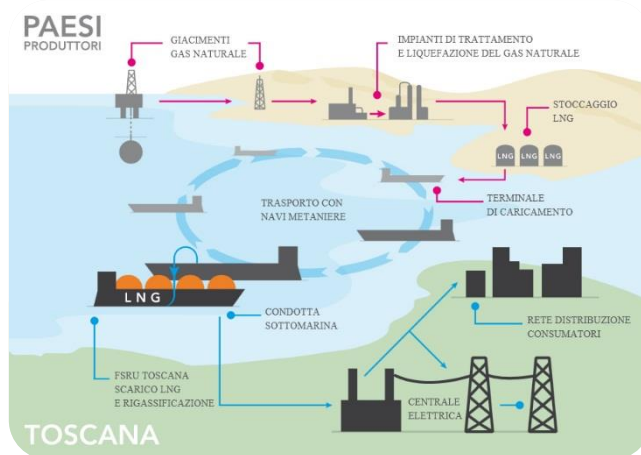 PAESI
PRODUTTORI
GIACIMENTI
GAS NATURALE
IMPIANTI DI TRATTAMENTO
E LIQUEFAZIONE DEL GAS NATURALE
STOCCAGGIO
LNG
LNG LNG LNG
TRASPORTO CON
NAVI METANIERE
TERMINALE
DI CARICAMENTO
LNG
CONDOTTA
SOTTOMARINA
RETE DISTRIBUZIONE
CONSUMATORI
FSRU TOSCANA
SCARICO LNG
E RIGASSIFICAZIONE
CENTRALE
ELETTRICA
TOSCANA